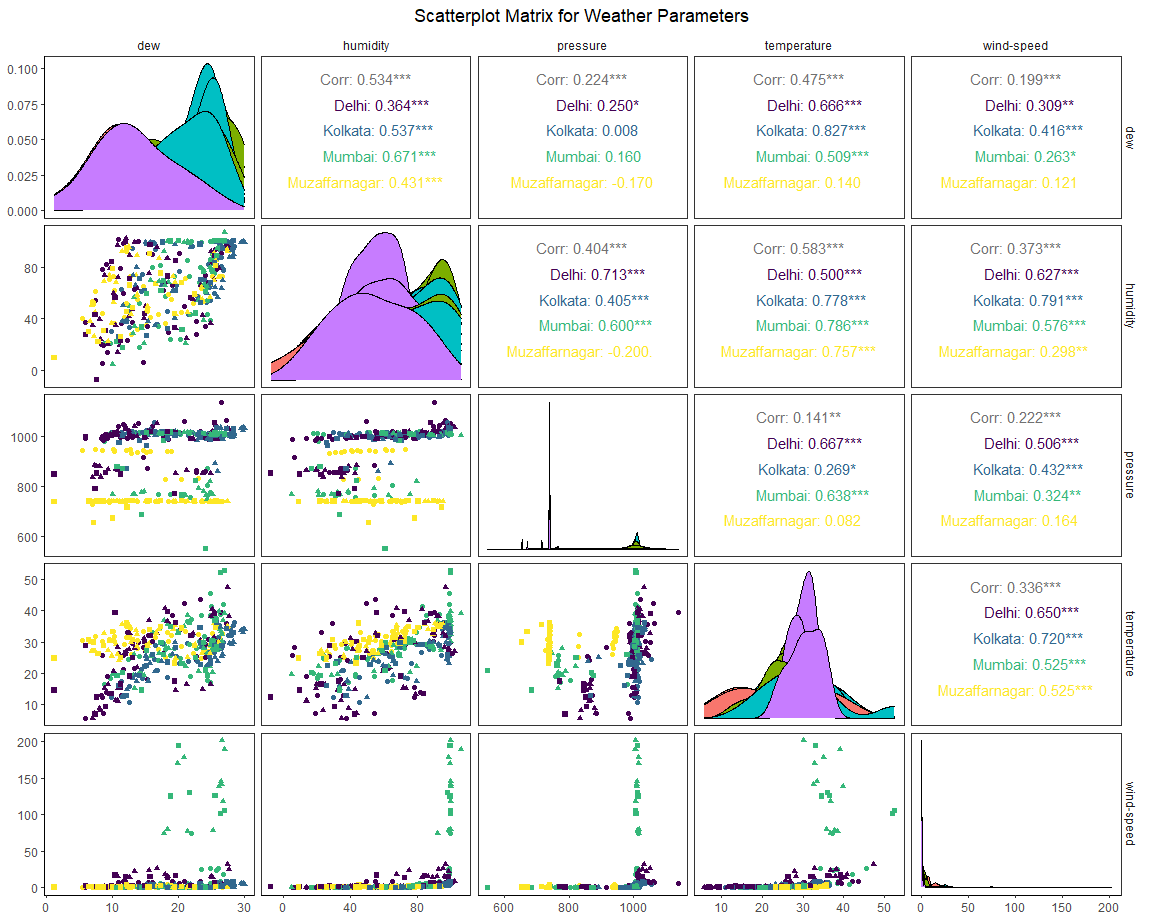 Scatterplot Matrix for Weather Parameters
dew humidity pressure temperature wind-speed
0.100
0.075
0.050
0.025
0.000
Corr: 0.534***
Delhi: 0.364***
Kolkata: 0.537***
Mumbai: 0.671***
Muzaffarnagar: 0.431***
Corr: 0.224***
Delhi: 0.250*
Kolkata: 0.008
Mumbai: 0.160
Muzaffarnagar: -0.170
Corr: 0.475***
Delhi: 0.666***
Kolkata: 0.827***
Mumbai: 0.509***
Muzaffarnagar: 0.140
Corr: 0.199***
Delhi: 0.309**
Kolkata: 0.416***
Mumbai: 0.263*
Muzaffarnagar: 0.121
dew
80
40
0
Corr: 0.404***
Delhi: 0.713***
Kolkata: 0.405***
Mumbai: 0.600***
Muzaffarnagar: -0.200.
Corr: 0.583***
Delhi: 0.500***
Kolkata: 0.778***
Mumbai: 0.786***
Muzaffarnagar: 0.757***
Corr: 0.373***
Delhi: 0.627***
Kolkata: 0.791***
Mumbai: 0.576***
Muzaffarnagar: 0.298**
humidity
1000
800
600
Corr: 0.141**
Delhi: 0.667***
Kolkata: 0.269*
Mumbai: 0.638***
Muzaffarnagar: 0.082
Corr: 0.222***
Delhi: 0.506***
Kolkata: 0.432***
Mumbai: 0.324**
Muzaffarnagar: 0.164
pressure
50
40
30
20
10
Corr: 0.336***
Delhi: 0.650***
Kolkata: 0.720***
Mumbai: 0.525***
Muzaffarnagar: 0.525***
temperature
200
150
100
50
0
wind-speed
0 10 20 30 0 40 80 600 800 1000 10 20 30 40 50 0 50 100 150 200